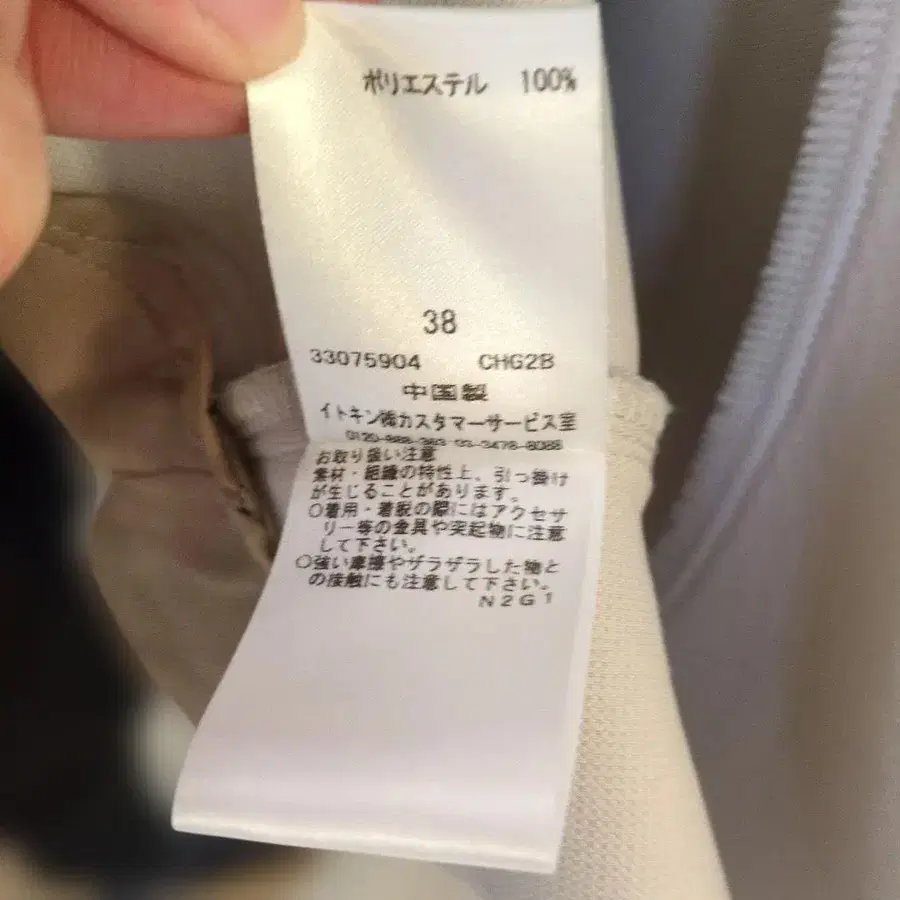 ポリエステル 100%
38
33075904 CHG2B
中国製
イトキン㈱カスタマーサービス室
0120-888-363 03-3478-8088
お取り扱い注意
素材・組織の特性上、引っ掛け
が生じることがあります。
○着用・着脱の際にはアクセサ
リー等の金具や突起物に注意
して下さい。
○強い摩擦やザラザラした物と
の接触にも注意して下さい。
N2G1